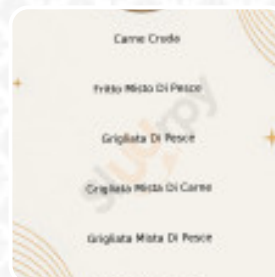 Carne Cruda
Fritto Misto Di Pesce
Grigliata Di Pesce
Grigliata Mista Di Carne
Grigliata Mista Di Pesce